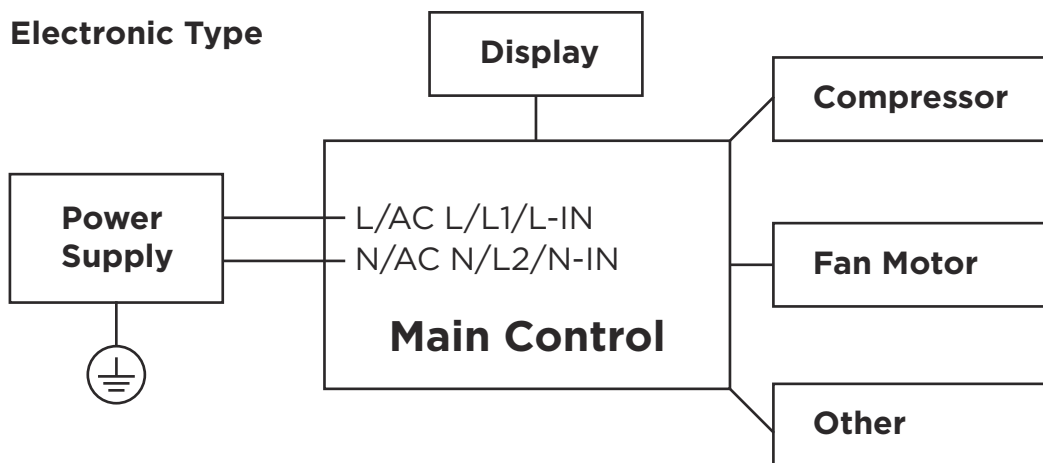 Electronic Type
Display
Compressor
Power
Supply
L/AC L/L1/L-IN
N/AC N/L2/N-IN
Main Control
Fan Motor
Other